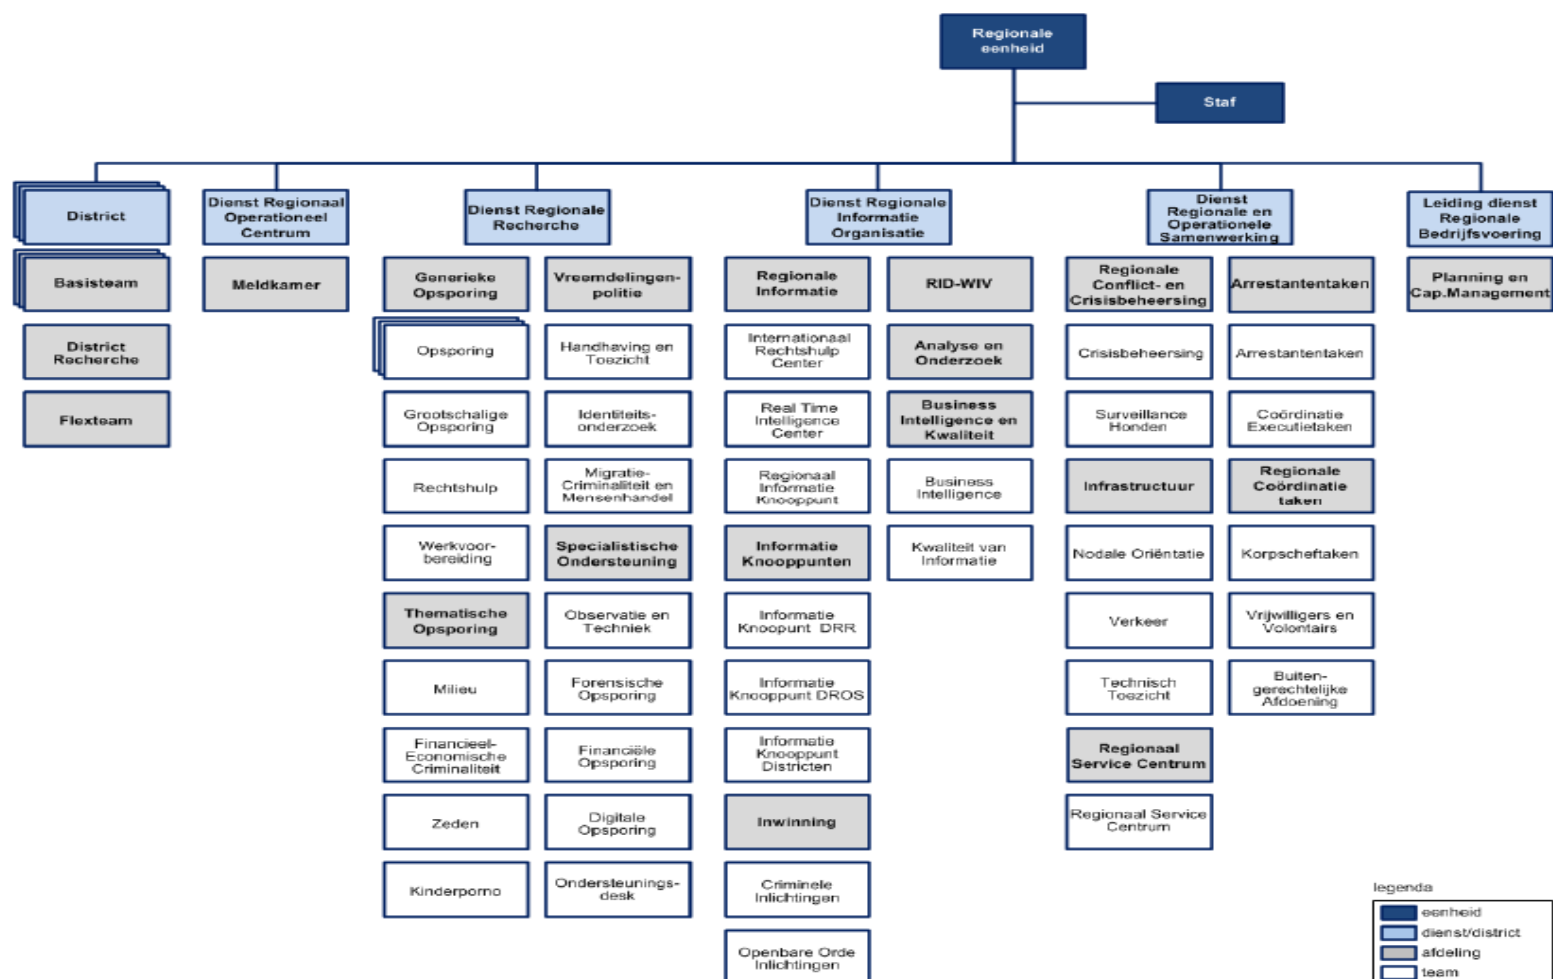 Regionale
eenheid
Staf
District
Dienst Regionaal
Operationeel
Centrum
Dienst Regionale
Recherche
Dienst Regionale
Informatie
Organisatie
Dienst
Regionale en
Operationele
Samenwerking
Leiding dienst
Regionale
Bedrijfsvoering
Basisteam
District
Recherche
Flexteam
Meldkamer
Generieke
Opsporing
Opsporing
Grootschalige
Opsporing
Rechtshulp
Werkvoor-
bereiding
Thematische
Opsporing
Milieu
Financieel-
Economische
Criminaliteit
Zeden
Kinderporno
Vreemdelingen-
politie
Handhaving en
Toezicht
Identiteits-
onderzoek
Migratie-
Criminaliteit en
Mensenhandel
Specialistische
Ondersteuning
Observatie en
Techniek
Forensische
Opsporing
Financiële
Opsporing
Digitale
Opsporing
Ondersteunings-
desk
Regionale
Informatie
Internationaal
Rechtshulp
Center
Real Time
Intelligence
Center
Regionaal
Informatie
Knooppunt
Informatie
Knooppunten
Informatie
Knoopunt DRR
Informatie
Knooppunt DROS
Informatie
Knooppunt
Districten
Inwinning
Criminele
Inlichtingen
Openbare Orde
Inlichtingen
RID-WIV
Analyse en
Onderzoek
Business
Intelligence en
Kwaliteit
Business
Intelligence
Kwaliteit van
Informatie
Regionale
Conflict- en
Crisisbeheersing
Crisisbeheersing
Surveillance
Honden
Infrastructuur
Nodale Oriëntatie
Verkeer
Technisch
Toezicht
Regionaal
Service Centrum
Regionaal Service
Centrum
Arrestantentaken
Arrestantentaken
Coördinatie
Executietaken
Regionale
Coördinatie
taken
Korpscheftaken
Vrijwilligers en
Volontairs
Buiten-
gerechtelijke
Afdoening
Planning en
Cap.Management
legenda
eenheid
dienst/district
afdeling
team